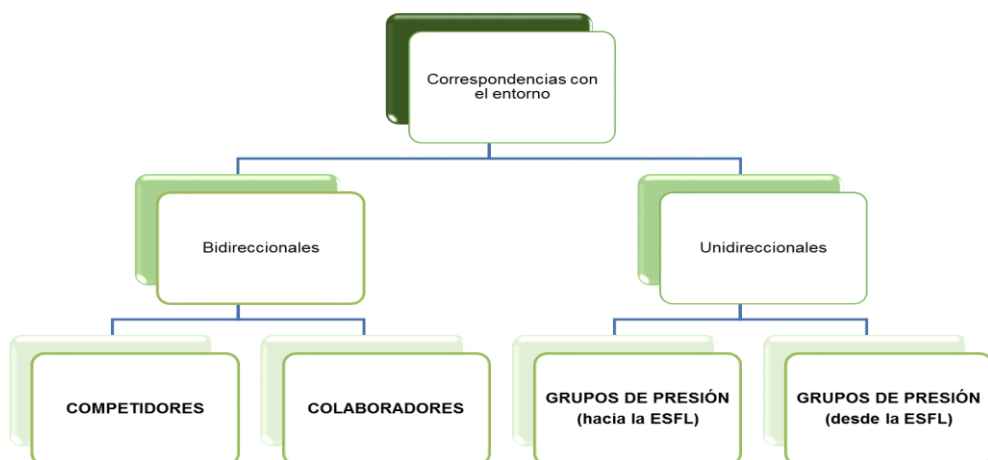 Correspondencias con
el entorno
Bidireccionales
Unidireccionales
COMPETIDORES
COLABORADORES
GRUPOS DE PRESIÓN
(hacia la ESFL)
GRUPOS DE PRESIÓN
(desde la ESFL)